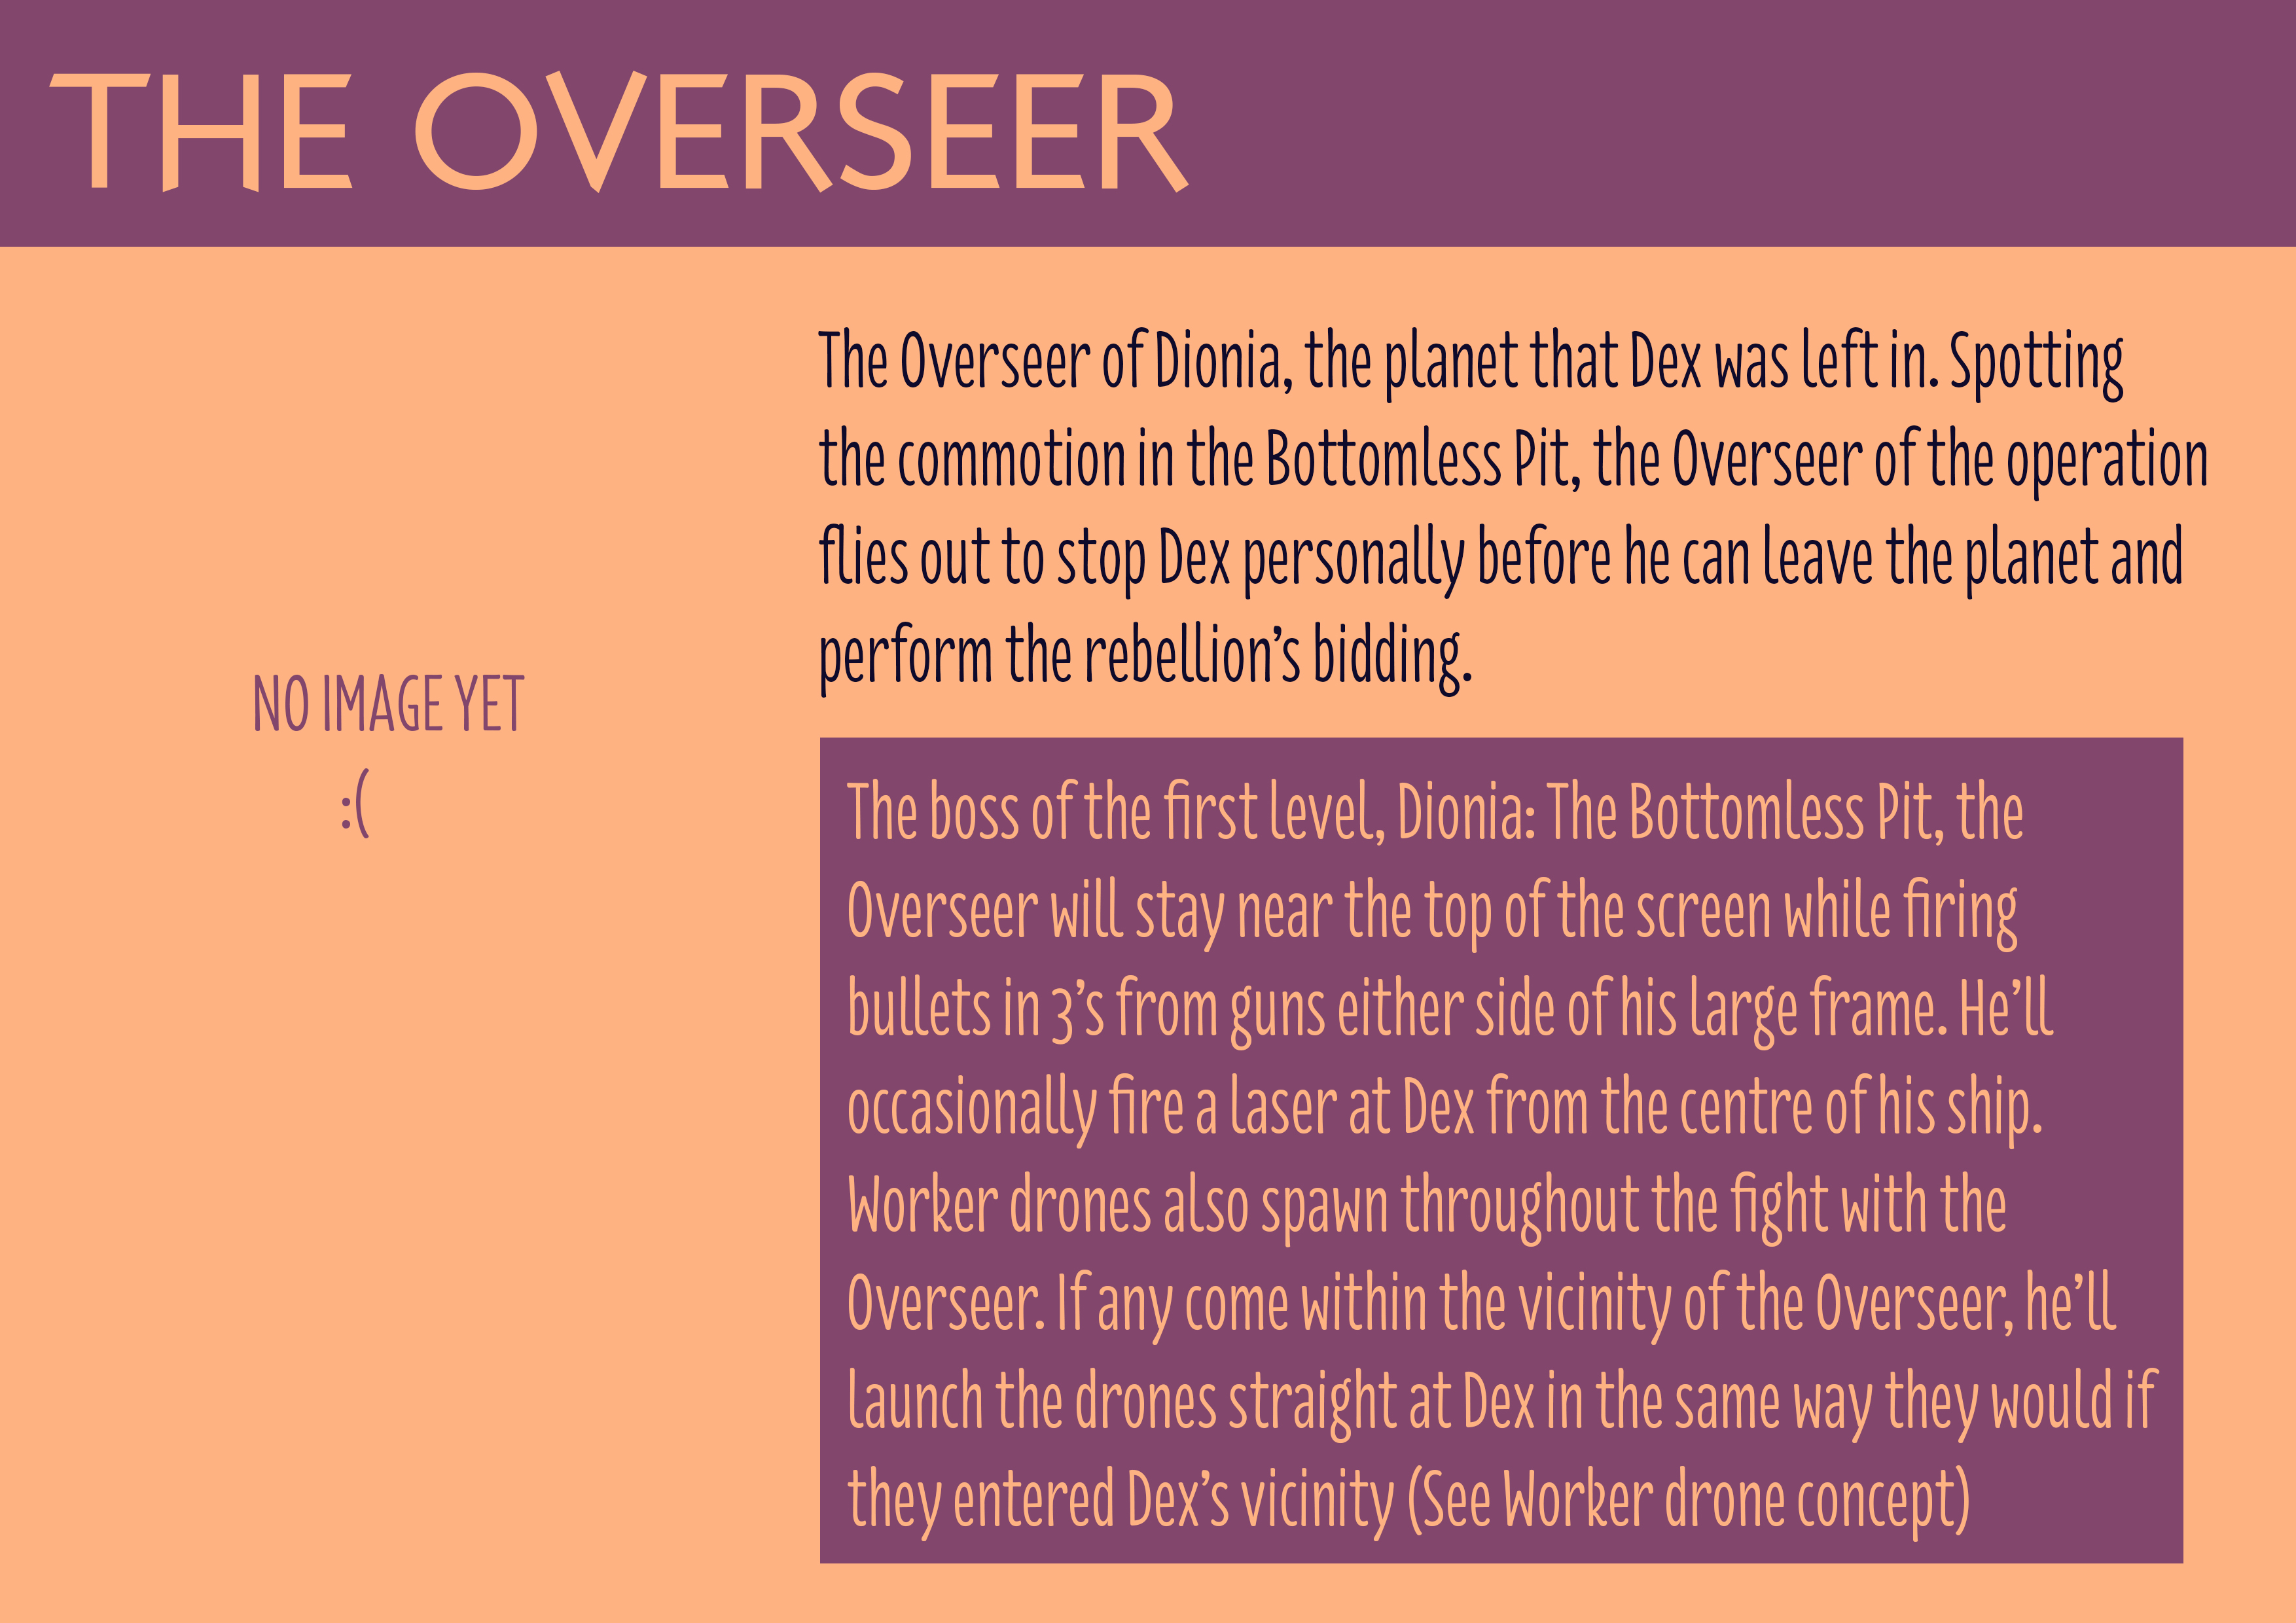 THE OVERSEER
NO IMAGE YET
:(
The Overseer of Dionia, the planet that Dex was left in. Spotting
the commotion in the Bottomless Pit, the Overseer of the operation
flies out to stop Dex personally before he can leave the planet and
perform the rebellion’s bidding.
The boss of the first level, Dionia: The Bottomless Pit, the
Overseer will stay near the top of the screen while firing
bullets in 3’s from guns either side of his large frame. He’ll
occasionally fire a laser at Dex from the centre of his ship.
Worker drones also spawn throughout the fight with the
Overseer. If any come within the vicinity of the Overseer, he’ll
launch the drones straight at Dex in the same way they would if
they entered Dex’s vicinity (See Worker drone concept)